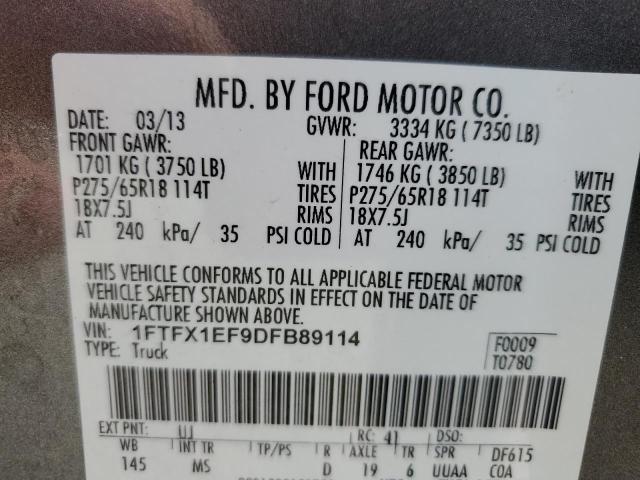 MFD. BY FORD MOTOR CO.
DATE: 03/13 GVWR: 3334 KG ( 7350 LB)
FRONT GAWR: REAR GAWR:
1701 KG ( 3750 LB) WITH 1746 KG ( 3850 LB) WITH
P275/65R18 114T TIRES P275/65R18 114T TIRES
18X7.5J RIMS 18X7.5J RIMS
AT 240 kPa/ 35 PSI COLD AT 240 kPa/ 35 PSI COLD
THIS VEHICLE CONFORMS TO ALL APPLICABLE FEDERAL MOTOR
VEHICLE SAFETY STANDARDS IN EFFECT ON THE DATE OF
MANUFACTURE SHOWN ABOVE.
VIN: 1FTFX1EF9DFB89114 F0009
TYPE: Truck T0780
EXT PNT: UJ RC: 41 DSO:
WB INT TR TP/PS R AXLE TR SPR DF615
145 MS D 19 6 UUAA COA